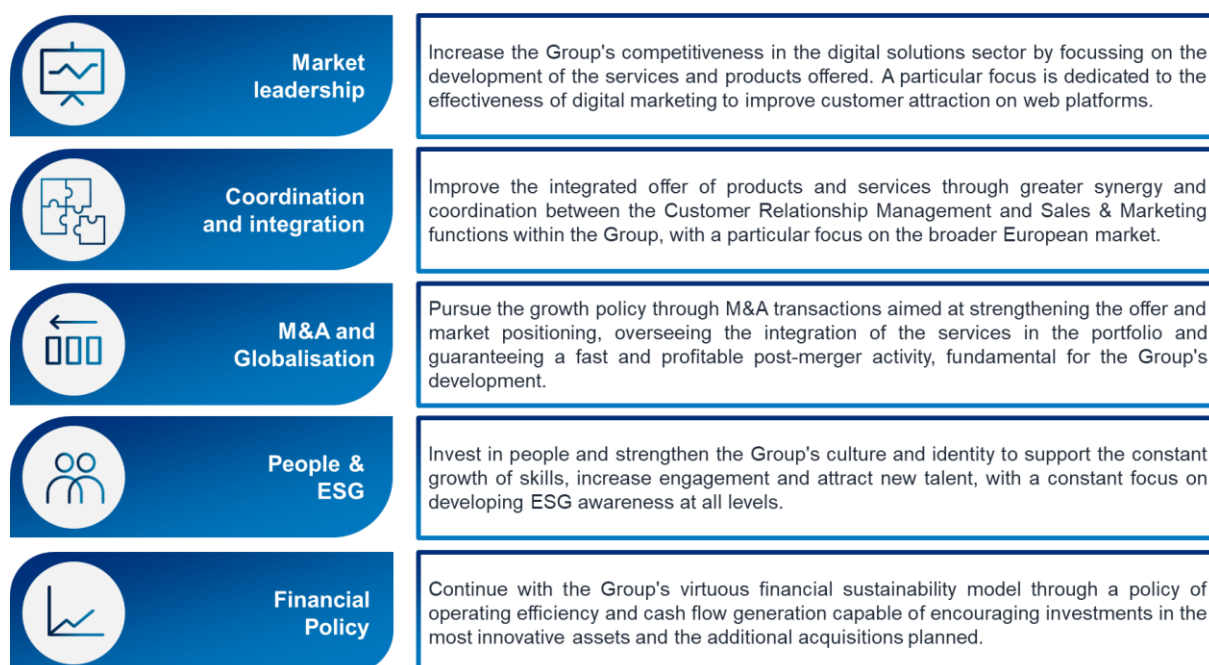 Market
leadership
Increase the Group's competitiveness in the digital solutions sector by focussing on the
development of the services and products offered. A particular focus is dedicated to the
effectiveness of digital marketing to improve customer attraction on web platforms.
Coordination
and integration
Improve the integrated offer of products and services through greater synergy and
coordination between the Customer Relationship Management and Sales & Marketing
functions within the Group, with a particular focus on the broader European market.
M&A and
Globalisation
Pursue the growth policy through M&A transactions aimed at strengthening the offer and
market positioning, overseeing the integration of the services in the portfolio and
guaranteeing a fast and profitable post-merger activity, fundamental for the Group's
development.
People &
ESG
Invest in people and strengthen the Group's culture and identity to support the constant
growth of skills, increase engagement and attract new talent, with a constant focus on
developing ESG awareness at all levels.
Financial
Policy
Continue with the Group's virtuous financial sustainability model through a policy of
operating efficiency and cash flow generation capable of encouraging investments in the
most innovative assets and the additional acquisitions planned.